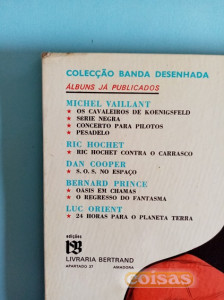 COLECÇÃO BANDA DESENHADA
ÁLBUNS JÁ PUBLICADOS
MICHEL VAILLANT
★ OS CAVALEIROS DE KOENIGSFELD
★ SÉRIE NEGRA
★ CONCERTO PARA PILOTOS
★ PESADELO
RIC HOCHET
★ RIC HOCHET CONTRA O CARRASCO
DAN COOPER
★ S. O. S. NO ESPAÇO
BERNARD PRINCE
★ OÁSIS EM CHAMAS
★ O REGRESSO DO FANTASMA
LUC ORIENT
★ 24 HORAS PARA O PLANETA TERRA
edições
LIVRARIA BERTRAND
APARTADO 37 AMADORA
coisas